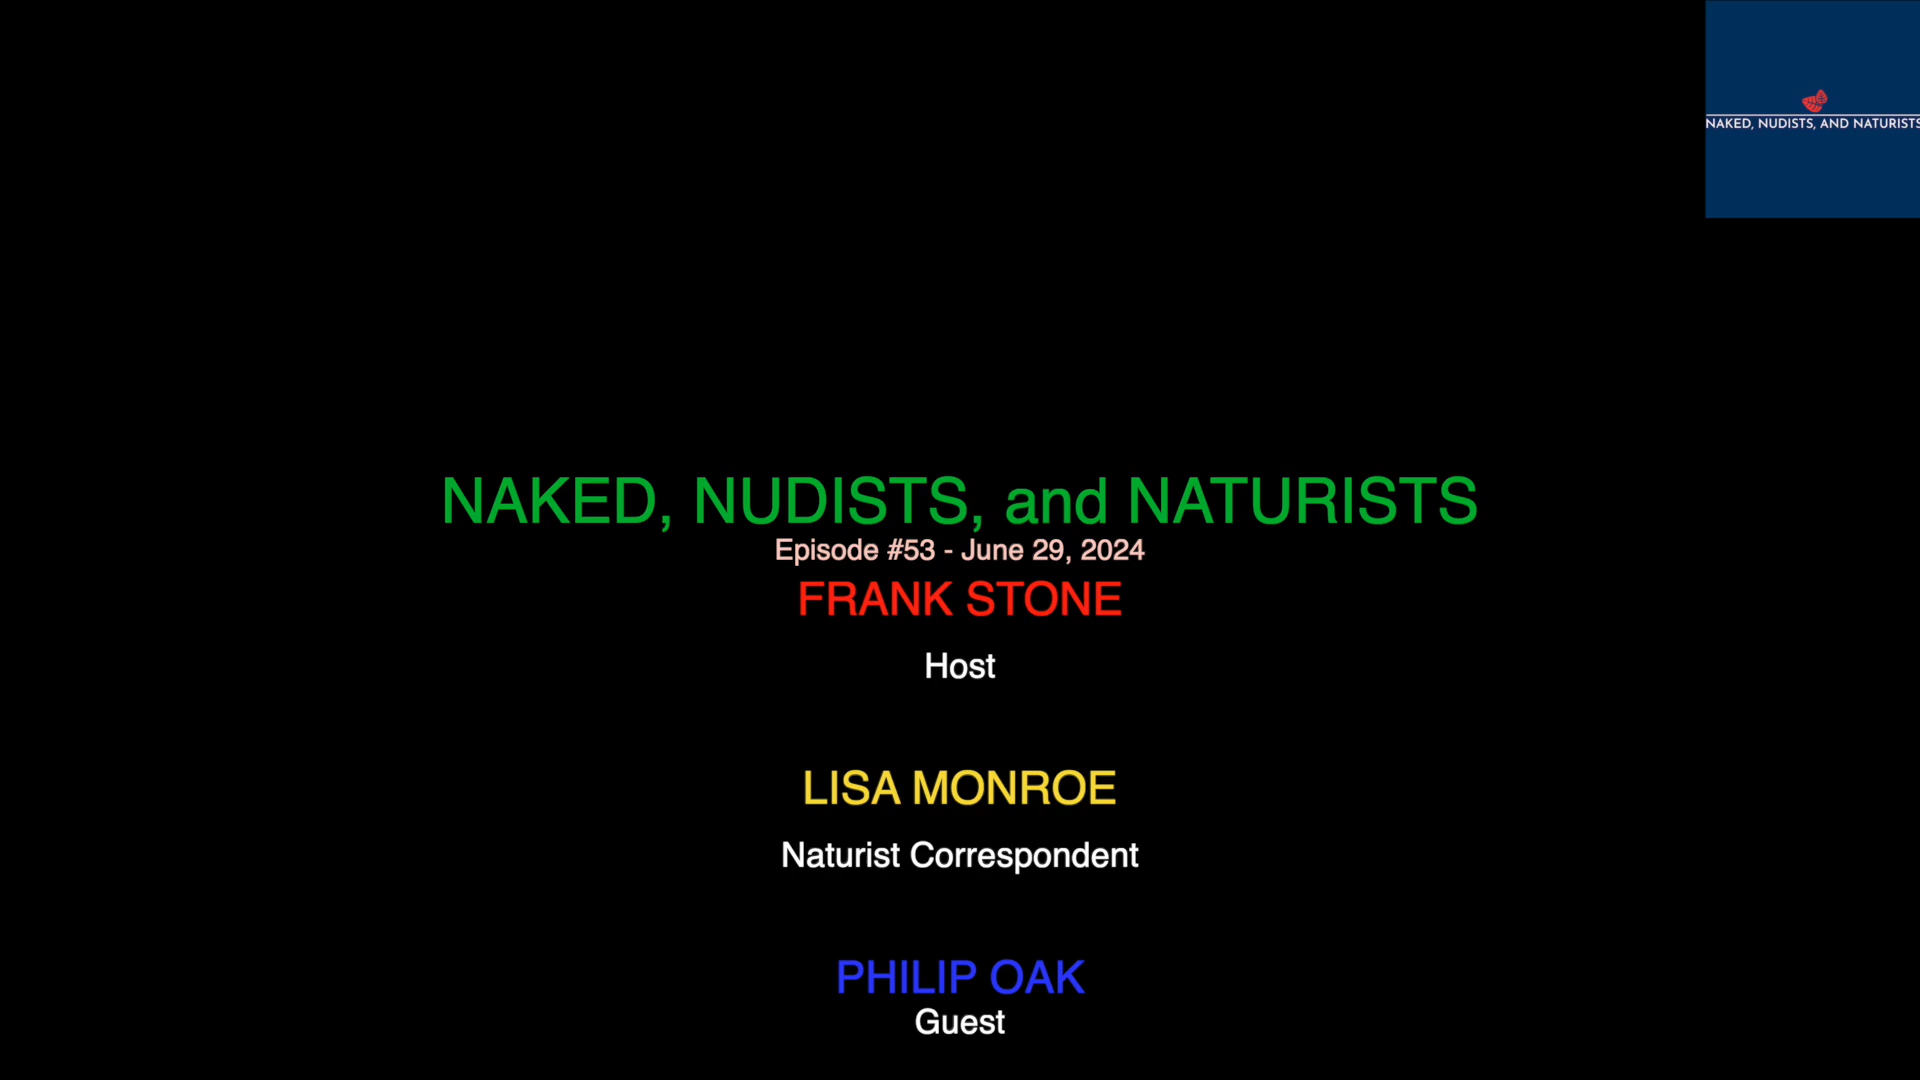 NAKED, NUDISTS, AND NATURISTS
NAKED, NUDISTS, and NATURISTS
Episode #53 - June 29, 2024
FRANK STONE
Host
LISA MONROE
Naturist Correspondent
PHILIP OAK
Guest